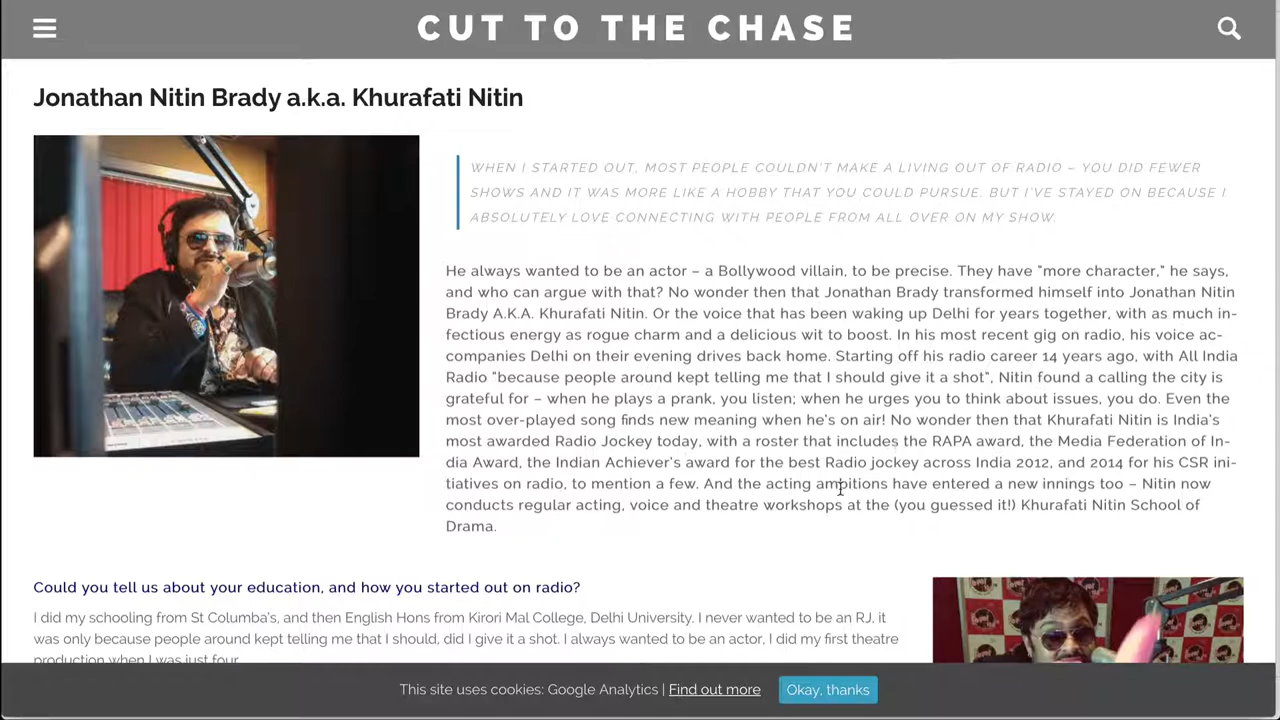 CUT TO THE CHASE
Jonathan Nitin Brady a.k.a. Khurafati Nitin
WHEN I STARTED OUT, MOST PEOPLE COULDN'T MAKE A LIVING OUT OF RADIO – YOU DID FEWER
SHOWS AND IT WAS MORE LIKE A HOBBY THAT YOU COULD PURSUE. BUT I'VE STAYED ON BECAUSE I
ABSOLUTELY LOVE CONNECTING WITH PEOPLE FROM ALL OVER ON MY SHOW.
He always wanted to be an actor – a Bollywood villain, to be precise. They have "more character," he says,
and who can argue with that? No wonder then that Jonathan Brady transformed himself into Jonathan Nitin
Brady A.K.A. Khurafati Nitin. Or the voice that has been waking up Delhi for years together, with as much in-
fectious energy as rogue charm and a delicious wit to boost. In his most recent gig on radio, his voice ac-
companies Delhi on their evening drives back home. Starting off his radio career 14 years ago, with All India
Radio "because people around kept telling me that I should give it a shot", Nitin found a calling the city is
grateful for – when he plays a prank, you listen; when he urges you to think about issues, you do. Even the
most over-played song finds new meaning when he's on air! No wonder then that Khurafati Nitin is India's
most awarded Radio Jockey today, with a roster that includes the RAPA award, the Media Federation of In-
dia Award, the Indian Achiever's award for the best Radio jockey across India 2012, and 2014 for his CSR ini-
tiatives on radio, to mention a few. And the acting ambitions have entered a new innings too – Nitin now
conducts regular acting, voice and theatre workshops at the (you guessed it!) Khurafati Nitin School of
Drama.
Could you tell us about your education, and how you started out on radio?
I did my schooling from St Columba's, and then English Hons from Kirori Mal College, Delhi University. I never wanted to be an RJ, it
was only because people around kept telling me that I should, did I give it a shot. I always wanted to be an actor, I did my first theatre
production when I was just four.
This site uses cookies: Google Analytics | Find out more
Okay, thanks